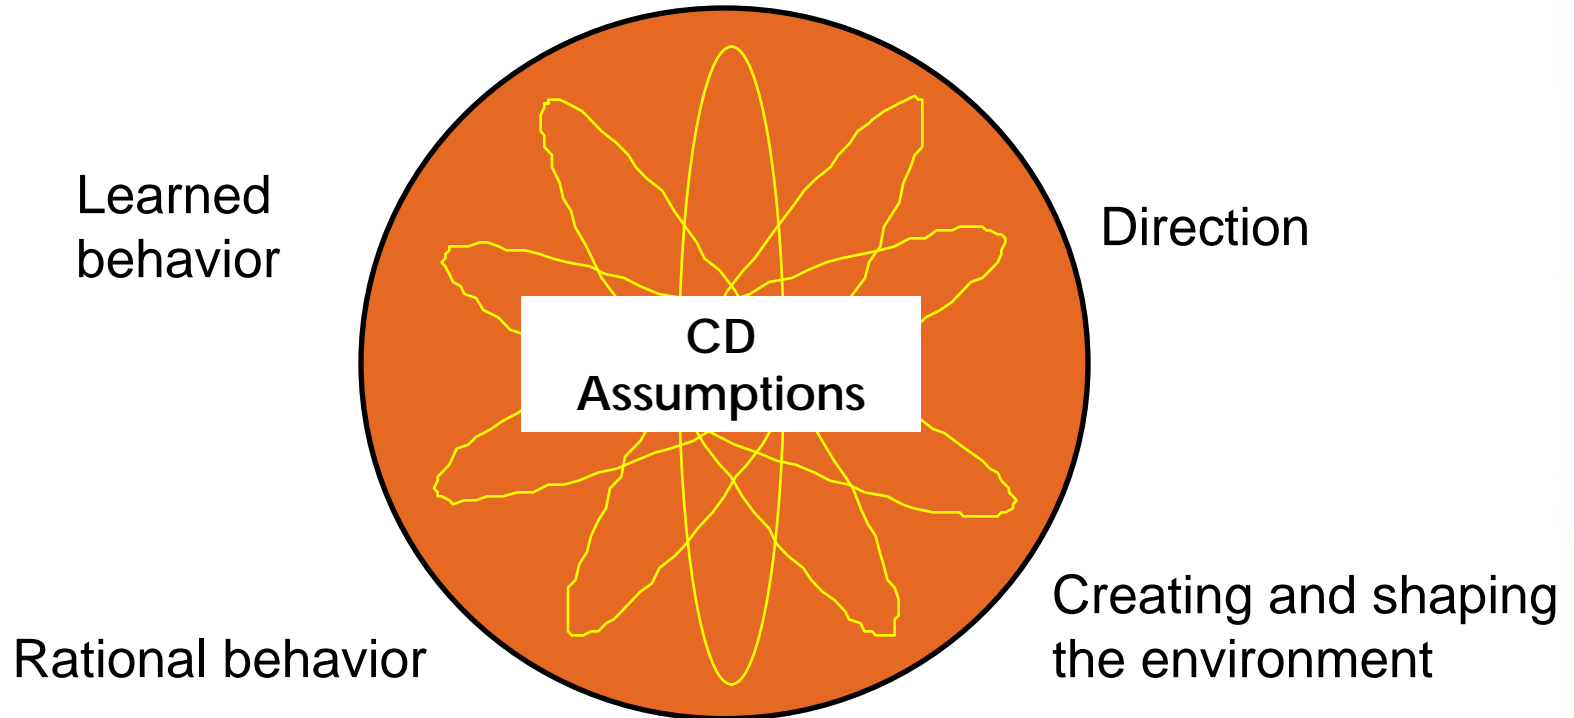 Learned
behavior
Direction
CD
Assumptions
Rational behavior
Creating and shaping
the environment